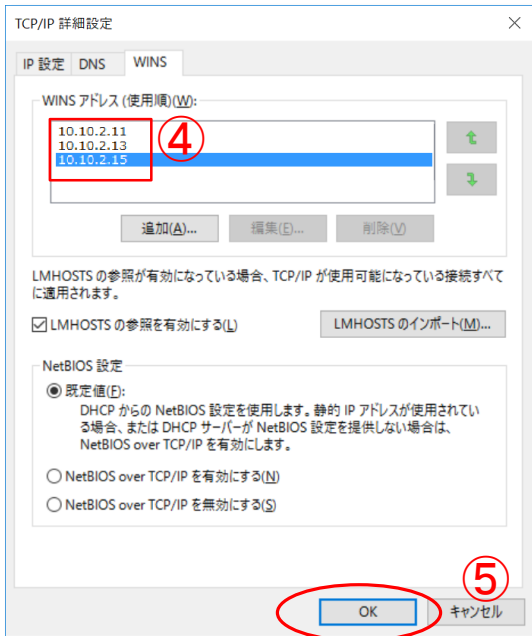 TCP/IP 詳細設定
IP 設定 DNS WINS
WINS アドレス (使用順)(W):
10.10.2.11
10.10.2.13
10.10.2.15
④
追加(A)... 編集(E)... 削除(V)
LMHOSTS の参照が有効になっている場合、TCP/IP が使用可能になっている接続すべて
に適用されます。
LMHOSTS の参照を有効にする(L) LMHOSTS のインポート(M)...
NetBIOS 設定
既定値(F):
DHCP からの NetBIOS 設定を使用します。静的 IP アドレスが使用されてい
る場合、または DHCP サーバーが NetBIOS 設定を提供しない場合は、
NetBIOS over TCP/IP を有効にします。
NetBIOS over TCP/IP を有効にする(N)
NetBIOS over TCP/IP を無効にする(S)
⑤
OK キャンセル